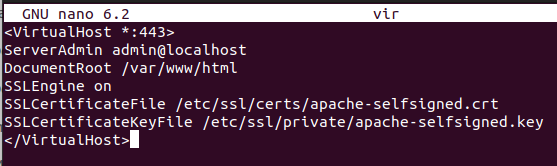 GNU nano 6.2 vir
<VirtualHost *:443>
ServerAdmin admin@localhost
DocumentRoot /var/www/html
SSLEngine on
SSLCertificateFile /etc/ssl/certs/apache-selfsigned.crt
SSLCertificateKeyFile /etc/ssl/private/apache-selfsigned.key
</VirtualHost>